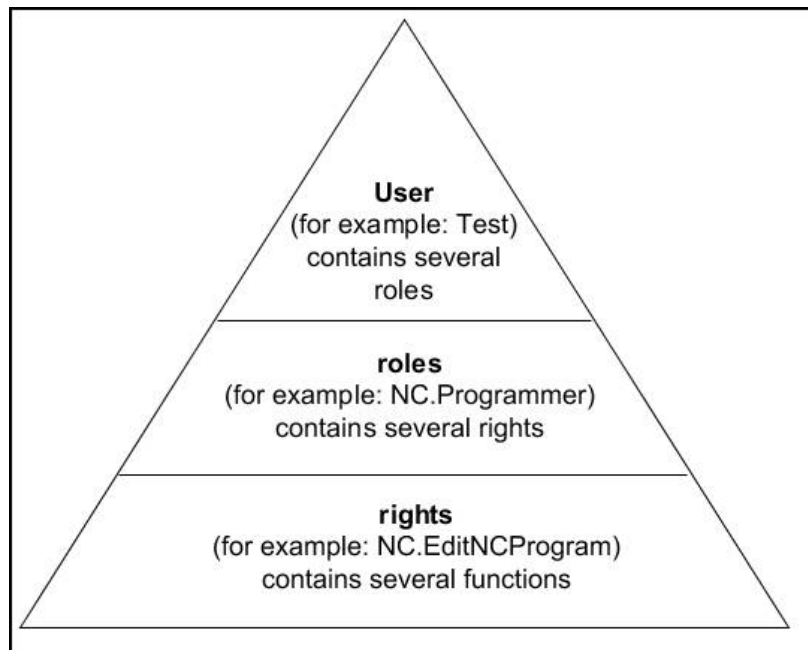 User
(for example: Test)
contains several
roles
roles
(for example: NC.Programmer)
contains several rights
rights
(for example: NC.EditNCProgram)
contains several functions